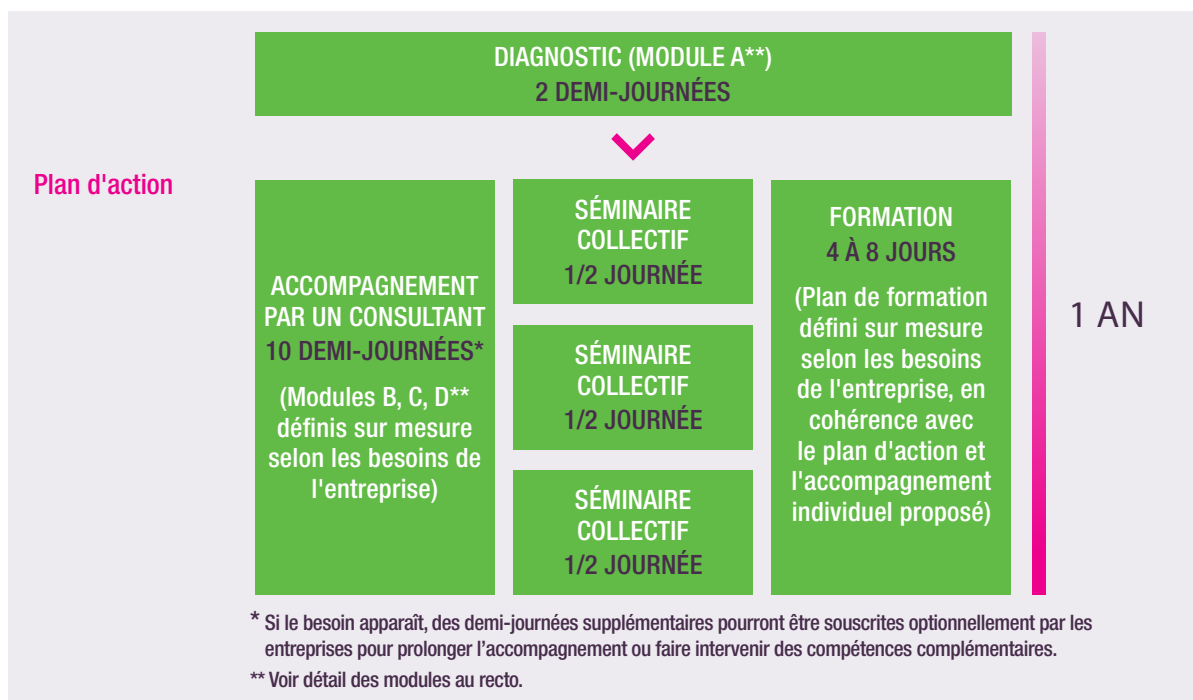 DIAGNOSTIC (MODULE A**)
2 DEMI-JOURNÉES
Plan d'action
ACCOMPAGNEMENT
PAR UN CONSULTANT
10 DEMI-JOURNÉES*
(Modules B, C, D**
définis sur mesure
selon les besoins de
l'entreprise)
SÉMINAIRE
COLLECTIF
1/2 JOURNÉE
SÉMINAIRE
COLLECTIF
1/2 JOURNÉE
SÉMINAIRE
COLLECTIF
1/2 JOURNÉE
FORMATION
4 À 8 JOURS
(Plan de formation
défini sur mesure
selon les besoins
de l'entreprise, en
cohérence avec
le plan d'action et
l'accompagnement
individuel proposé)
1 AN
* Si le besoin apparaît, des demi-journées supplémentaires pourront être souscrites optionnellement par les
entreprises pour prolonger l’accompagnement ou faire intervenir des compétences complémentaires.
** Voir détail des modules au recto.